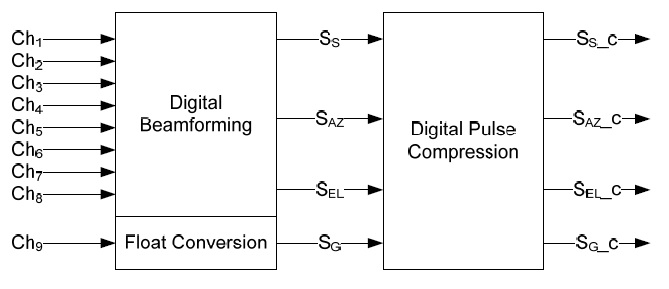 Ch1
Ch2
Ch3
Ch4
Ch5
Ch6
Ch7
Ch8
Ch9
Digital
Beamforming
Float Conversion
SS
SAZ
SEL
SG
Digital Pulse
Compression
SS_c
SAZ_c
SEL_c
SG_c